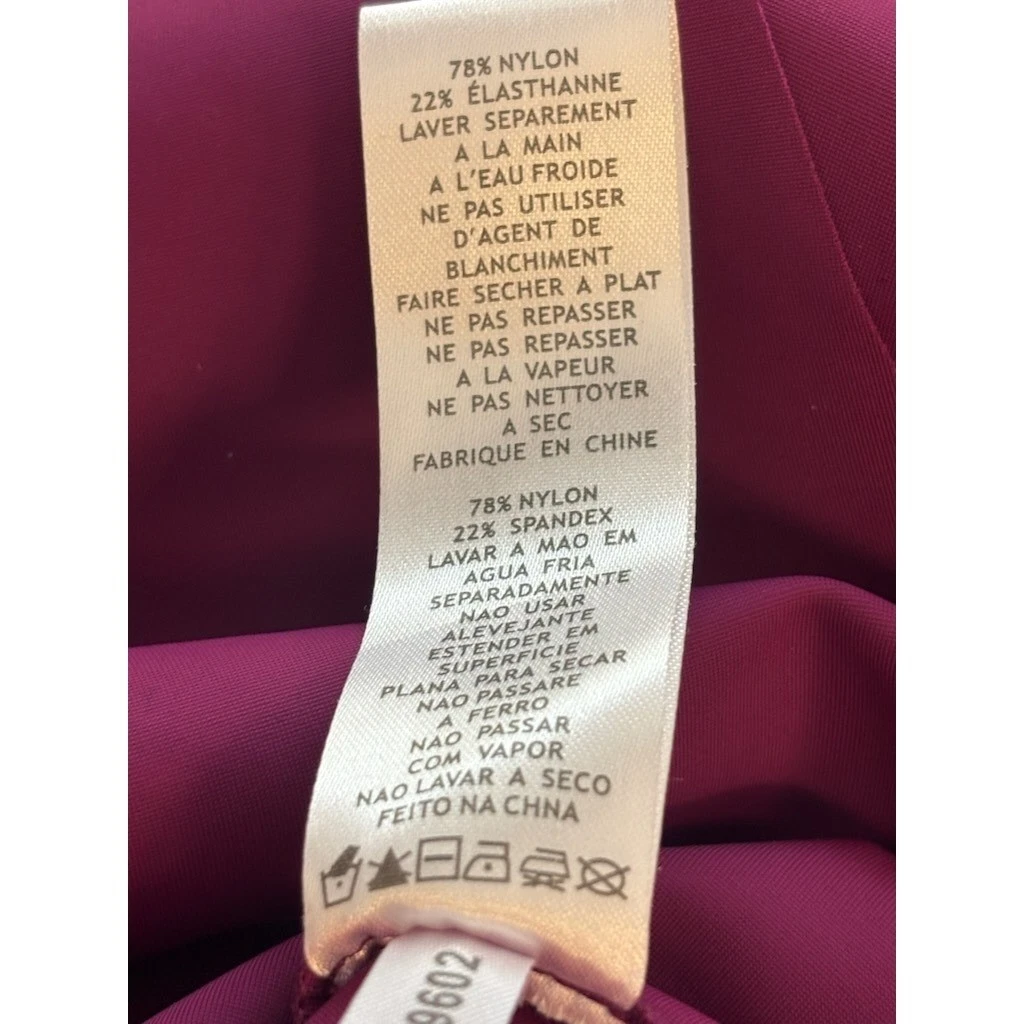 78% NYLON
22% ÉLASTHANNE
LAVER SEPAREMENT
A LA MAIN
A L'EAU FROIDE
NE PAS UTILISER
D'AGENT DE
BLANCHIMENT
FAIRE SECHER A PLAT
NE PAS REPASSER
NE PAS REPASSER
A LA VAPEUR
NE PAS NETTOYER
A SEC
FABRIQUE EN CHINE
78% NYLON
22% SPANDEX
LAVAR A MAO EM
AGUA FRIA
SEPARADAMENTE
NAO USAR
ALEVEJANTE
ESTENDER EM
SUPERFICIE
PLANA PARA SECAR
NAO PASSARE
A FERRO
NAO PASSAR
COM VAPOR
NAO LAVAR A SECO
FEITO NA CHNA
9602